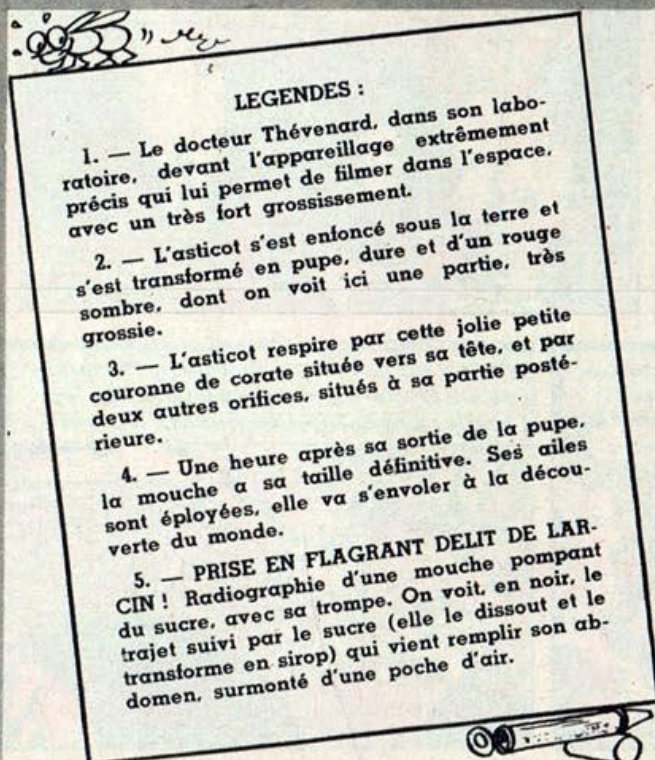 LEGENDES :
1. — Le docteur Thévenard, dans son labo-
ratoire, devant l'appareillage extrêmement
précis qui lui permet de filmer dans l'espace,
avec un très fort grossissement.
2. — L'asticot s'est enfoncé sous la terre et
s'est transformé en pupe, dure et d'un rouge
sombre, dont on voit ici une partie, très
grossie.
3. — L'asticot respire par cette jolie petite
couronne de corate située vers sa tête, et par
deux autres orifices, situés à sa partie posté-
rieure.
4. — Une heure après sa sortie de la pupe,
la mouche a sa taille définitive. Ses ailes
sont éployées, elle va s'envoler à la décou-
verte du monde.
5. — PRISE EN FLAGRANT DELIT DE LAR-
CIN ! Radiographie d'une mouche pompant
du sucre, avec sa trompe. On voit, en noir, le
trajet suivi par le sucre (elle le dissout et le
transforme en sirop) qui vient remplir son ab-
domen, surmonté d'une poche d'air.